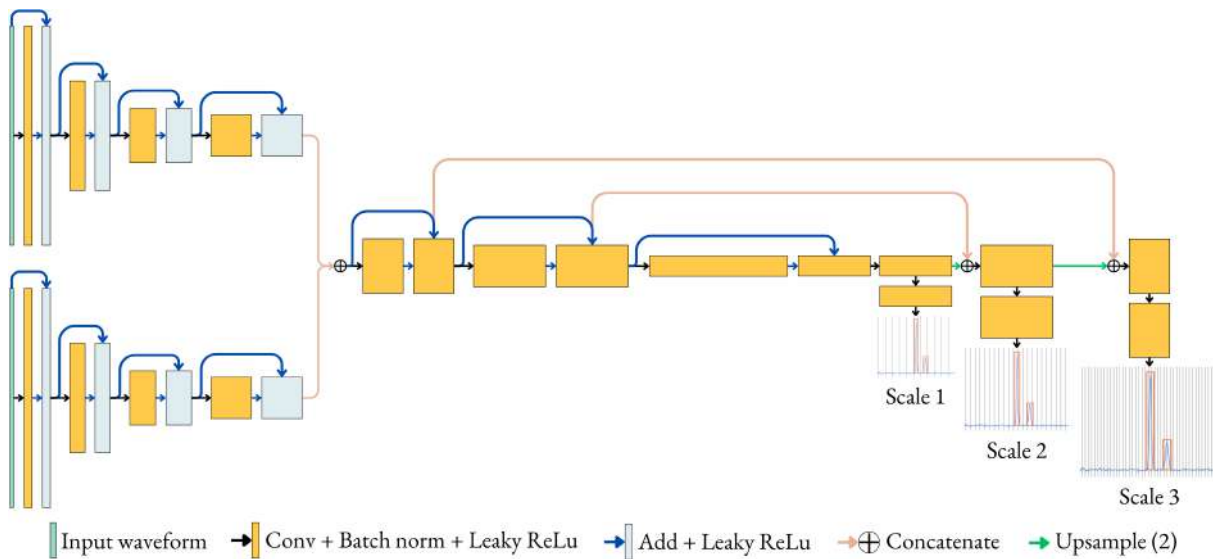 Scale 1
Scale 2
Scale 3
Input waveform
Conv + Batch norm + Leaky ReLu
Add + Leaky ReLu
Concatenate
Upsample (2)